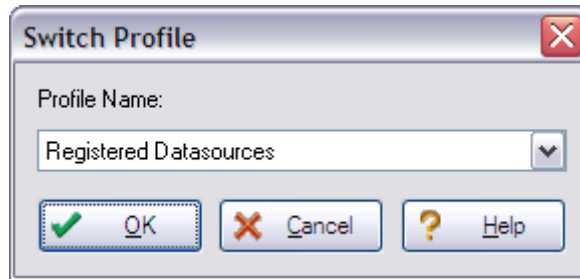 Switch Profile
Profile Name:
Registered Datasources
OK Cancel ? Help